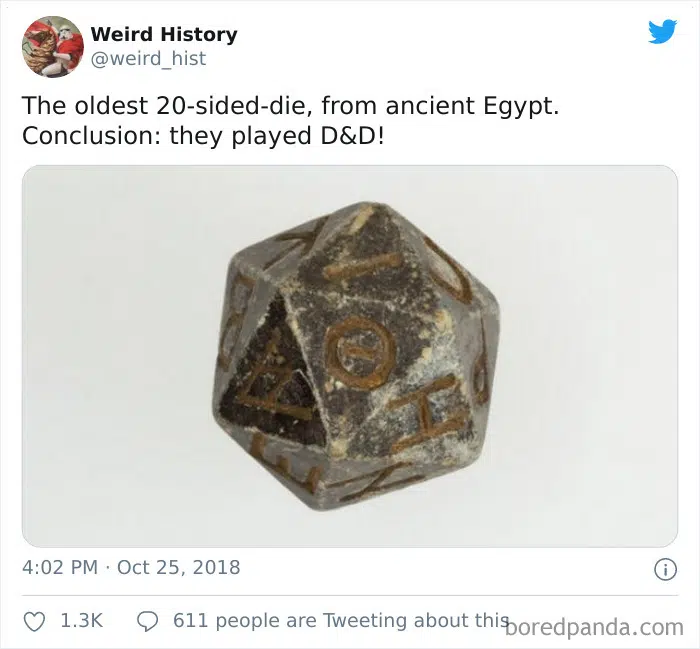 Weird History
@weird_hist
The oldest 20-sided-die, from ancient Egypt.
Conclusion: they played D&D!
Ι
Θ
Η
4:02 PM · Oct 25, 2018
1.3K
611 people are Tweeting about this
boredpanda.com